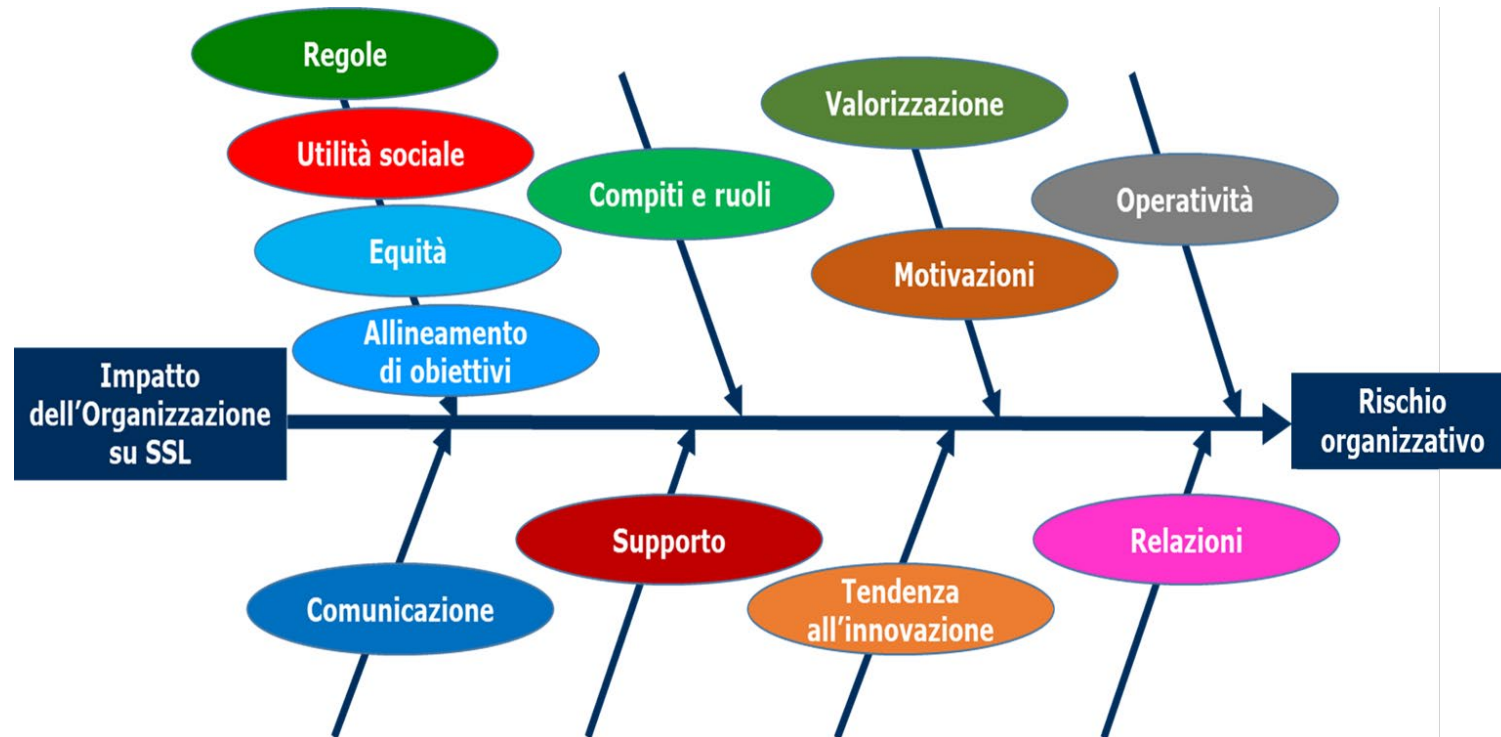 Regole
Utilità sociale
Equità
Allineamento
di obiettivi
Compiti e ruoli
Valorizzazione
Motivazioni
Operatività
Impatto
dell'Organizzazione
su SSL
Rischio
organizzativo
Comunicazione
Supporto
Tendenza
all'innovazione
Relazioni